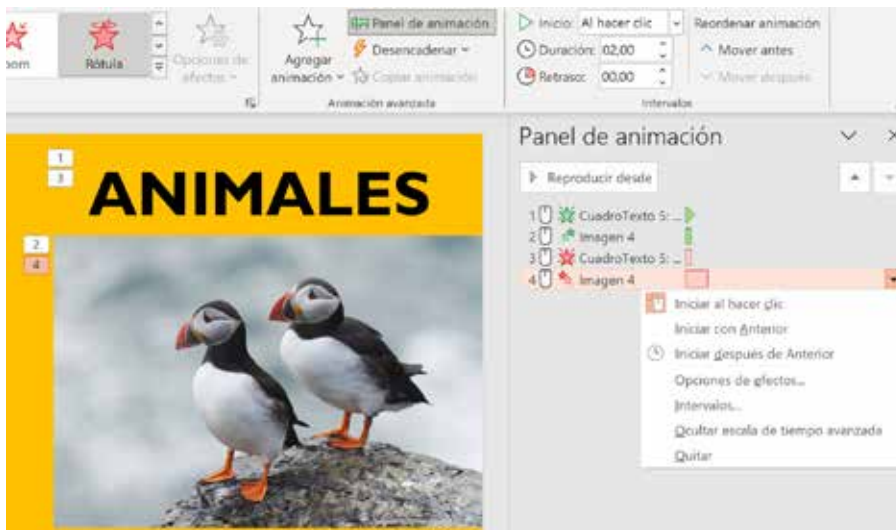 Panel de animación
Inicio: Al hacer clic
Reordenar animación
oom
Rótula
Opciones de
efectos
Agregar
animación
Desencadenar
Copiar animación
Duración: 02,00
Mover antes
Retraso: 00,00
Mover después
Animación avanzada
Intervalos
1
3
ANIMALES
2
4
Panel de animación
Reproducir desde
1 CuadroTexto 5: ...
2 Imagen 4
3 CuadroTexto 5: ...
4 Imagen 4
Iniciar al hacer clic
Iniciar con Anterior
Iniciar después de Anterior
Opciones de efectos...
Intervalos...
Ocultar escala de tiempo avanzada
Quitar